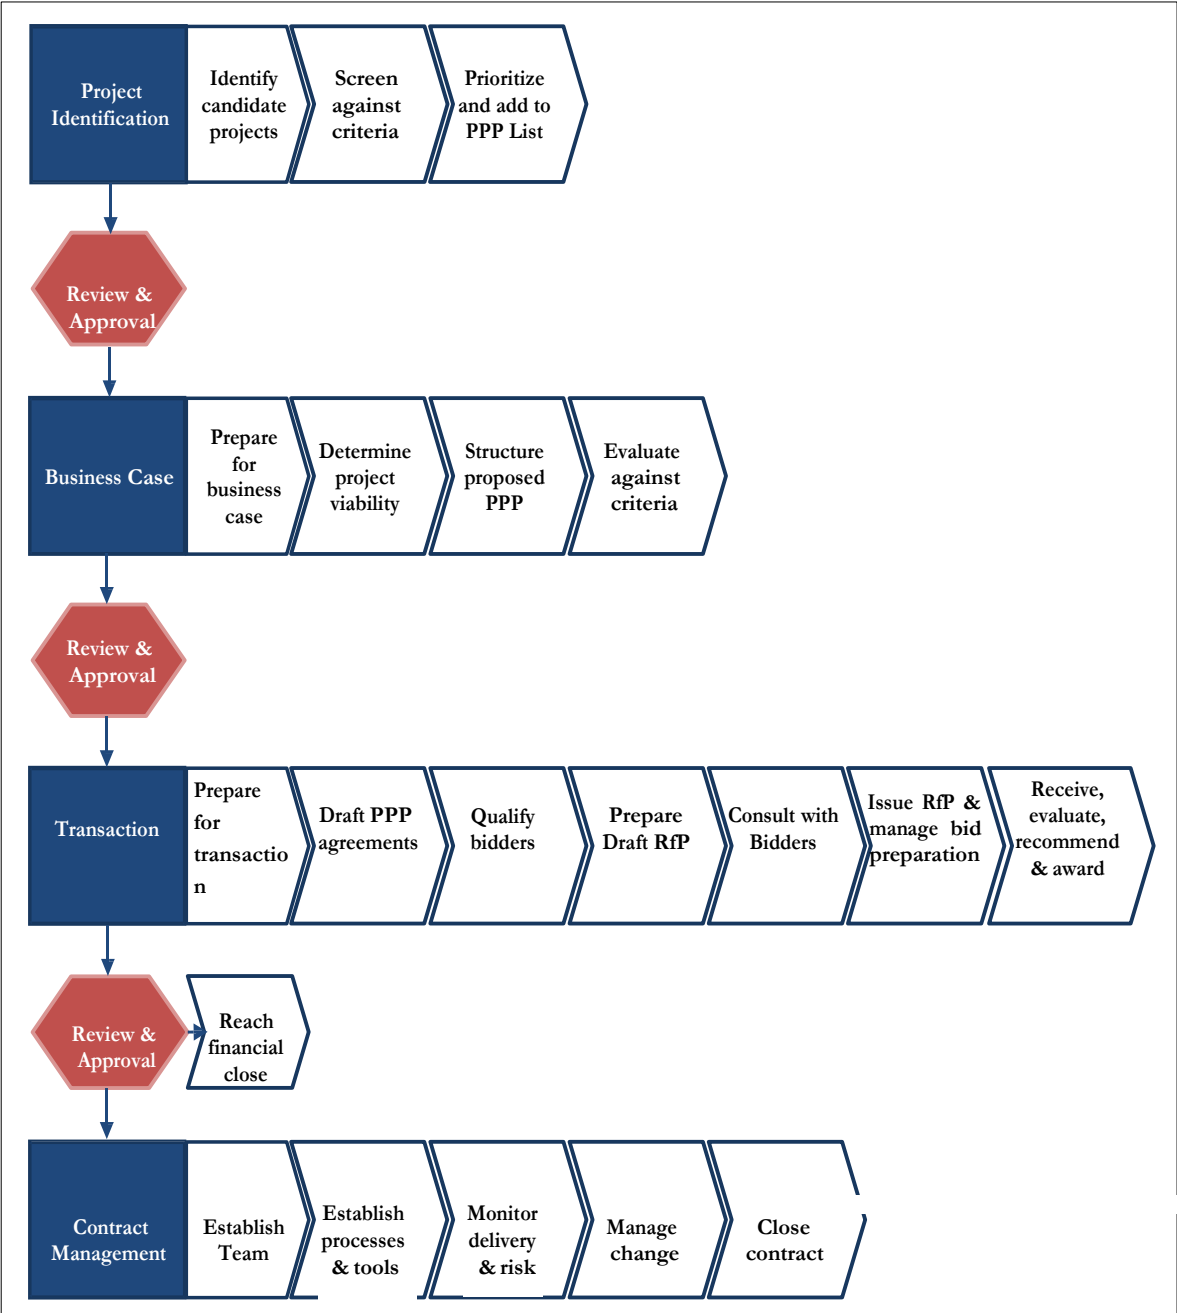 Project
Identification
Identify
candidate
projects
Screen
against
criteria
Prioritize
and add to
PPP List
Review &
Approval
Business Case
Prepare
for
business
case
Determine
project
viability
Structure
proposed
PPP
Evaluate
against
criteria
Review &
Approval
Transaction
Prepare
for
transactio
n
Draft PPP
agreements
Qualify
bidders
Prepare
Draft RfP
Consult with
Bidders
Issue RfP &
manage bid
preparation
Receive,
evaluate,
recommend
& award
Review &
Approval
Reach
financial
close
Contract
Management
Establish
Team
Establish
processes
& tools
Monitor
delivery
& risk
Manage
change
Close
contract